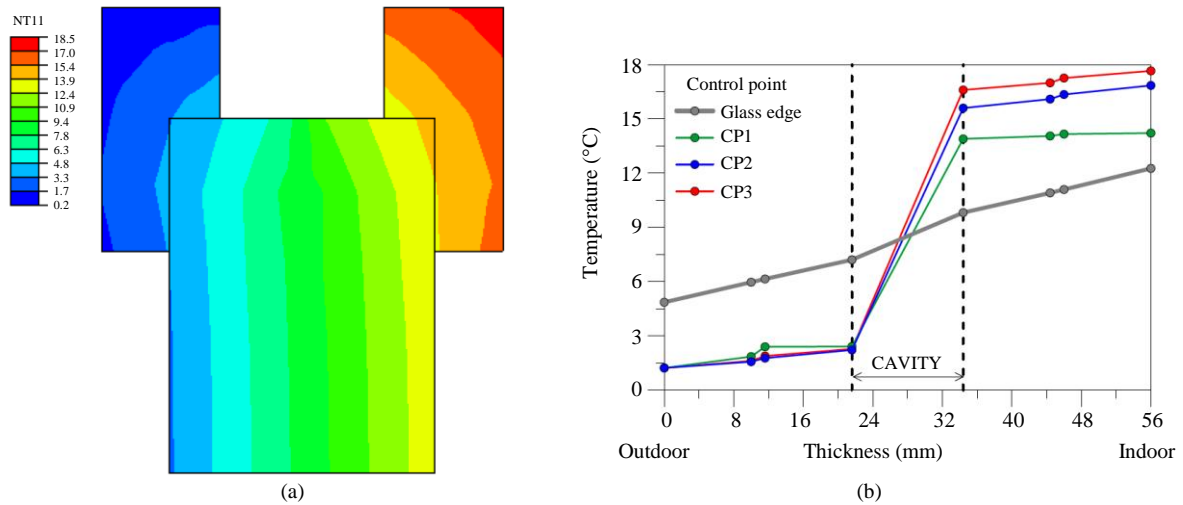 NT11
18.5
17.0
15.4
13.9
12.4
10.9
9.4
7.8
6.3
4.8
3.3
1.7
0.2
(a)
18
15
12
9
6
3
0
Temperature (°C)
Control point
Glass edge
CP1
CP2
CP3
CAVITY
0 8 16 24 32 40 48 56
Outdoor Thickness (mm) Indoor
(b)